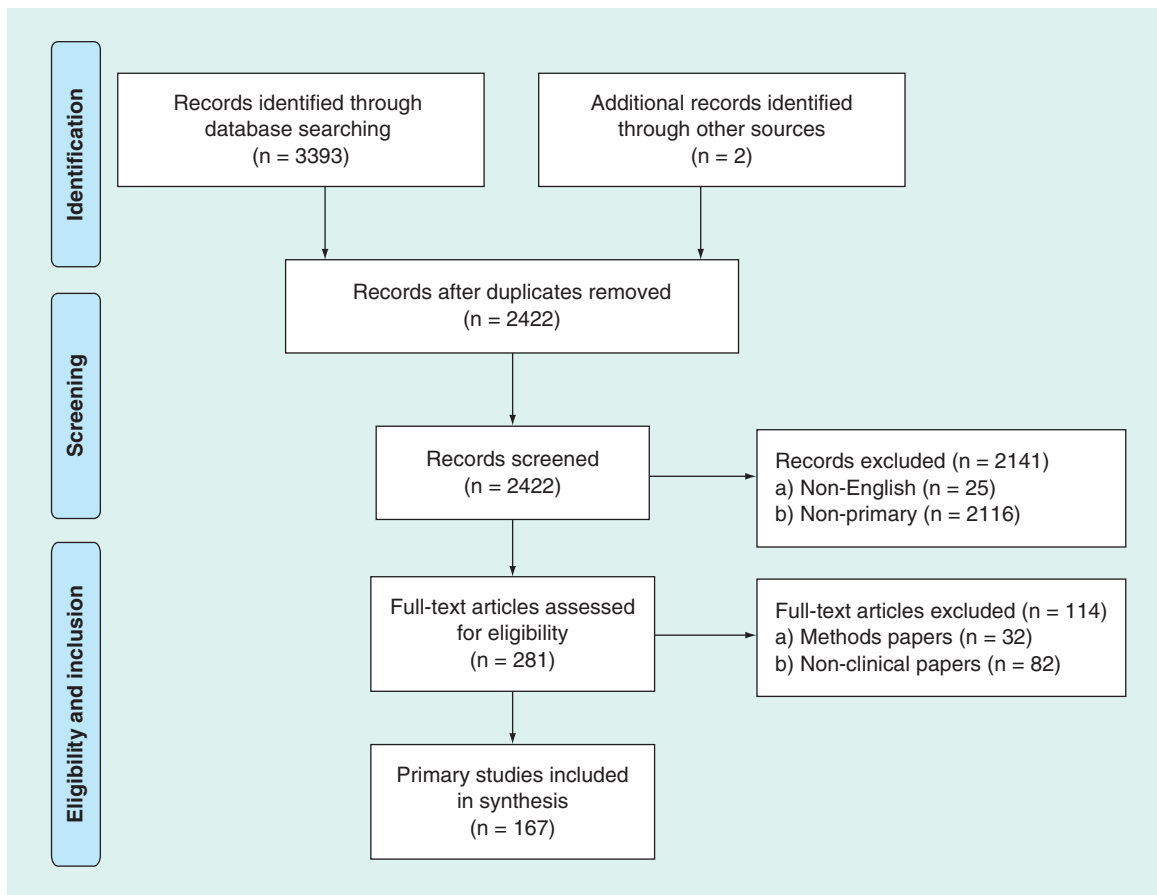 Identification
Records identified through
database searching
(n = 3393)
Additional records identified
through other sources
(n = 2)
Records after duplicates removed
(n = 2422)
Screening
Records screened
(n = 2422)
Records excluded (n = 2141)
a) Non-English (n = 25)
b) Non-primary (n = 2116)
Eligibility and inclusion
Full-text articles assessed
for eligibility
(n = 281)
Full-text articles excluded (n = 114)
a) Methods papers (n = 32)
b) Non-clinical papers (n = 82)
Primary studies included
in synthesis
(n = 167)